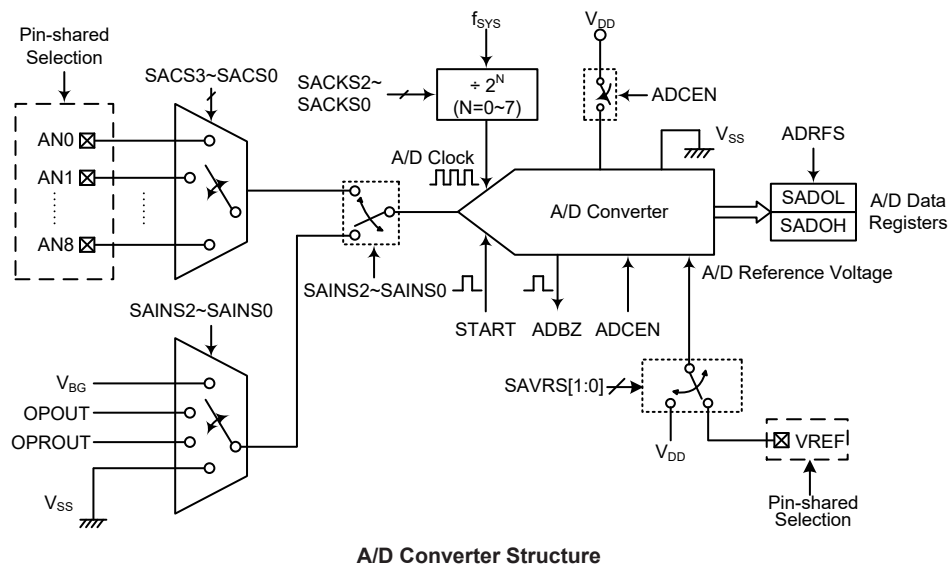 Pin-shared
Selection
SACS3~SACS0
AN0
AN1
AN8
fSYS
SACKS2~
SACKS0
÷ 2^N
(N=0~7)
A/D Clock
VDD
ADCEN
VSS
A/D Converter
ADRFS
SADOL
SADOH
A/D Data
Registers
SAINS2~SAINS0
START
ADBZ
ADCEN
A/D Reference Voltage
SAINS2~SAINS0
VBG
OPOUT
OPROUT
VSS
SAVRS[1:0]
VDD
VREF
Pin-shared
Selection
A/D Converter Structure